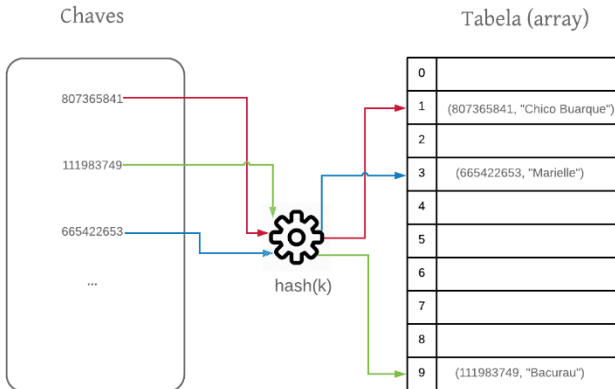 Chaves
Tabela (array)
807365841
111983749
665422653
...
hash(k)
0
1 (807365841, "Chico Buarque")
2
3 (665422653, "Marielle")
4
5
6
7
8
9 (111983749, "Bacurau")